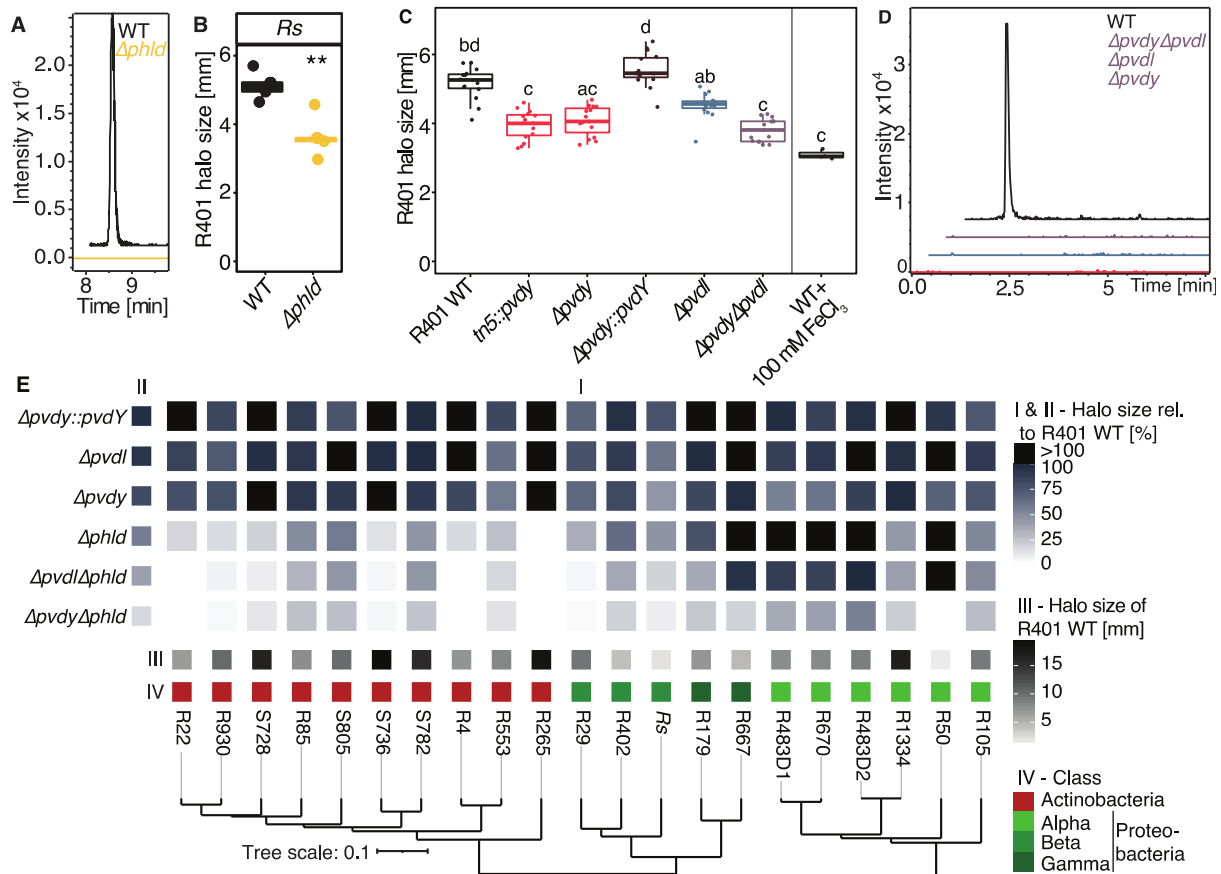 A
WT
Δphld
Intensity x10⁴
2.0
1.5
1.0
0.5
0.0
8
9
Time [min]
B
Rs
**
R401 halo size [mm]
6
4
2
0
WT
Δphld
C
R401 halo size [mm]
6
4
2
0
bd
c
ac
d
ab
c
c
R401 WT
tn5::pvdy
Δpvdy
Δpvdy::pvdY
Δpvdl
ΔpvdyΔpvdl
WT+
100 mM FeCl₃
D
WT
ΔpvdyΔpvdl
Δpvdl
Δpvdy
Intensity x10⁴
3
2
1
0
0.0
2.5
5
Time [min]
E
II
I
Δpvdy::pvdY
Δpvdl
Δpvdy
Δphld
ΔpvdlΔphld
ΔpvdyΔphld
III
IV
R22
R930
S728
R85
S805
S736
S782
R4
R553
R265
R29
R402
Rs
R179
R667
R483D1
R670
R483D2
R1334
R50
R105
Tree scale: 0.1
I & II - Halo size rel.
to R401 WT [%]
>100
100
75
50
25
0
III - Halo size of
R401 WT [mm]
15
10
5
IV - Class
Actinobacteria
Alpha
Beta
Gamma
Proteo-
bacteria